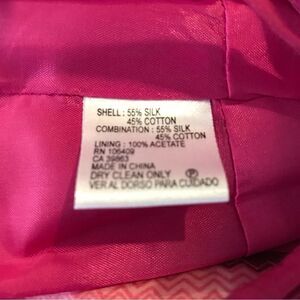 SHELL : 55% SILK
45% COTTON
COMBINATION : 55% SILK
45% COTTON
LINING : 100% ACETATE
RN 106409
CA 39863
MADE IN CHINA
DRY CLEAN ONLY Ⓟ
VER AL DORSO PARA CUIDADO